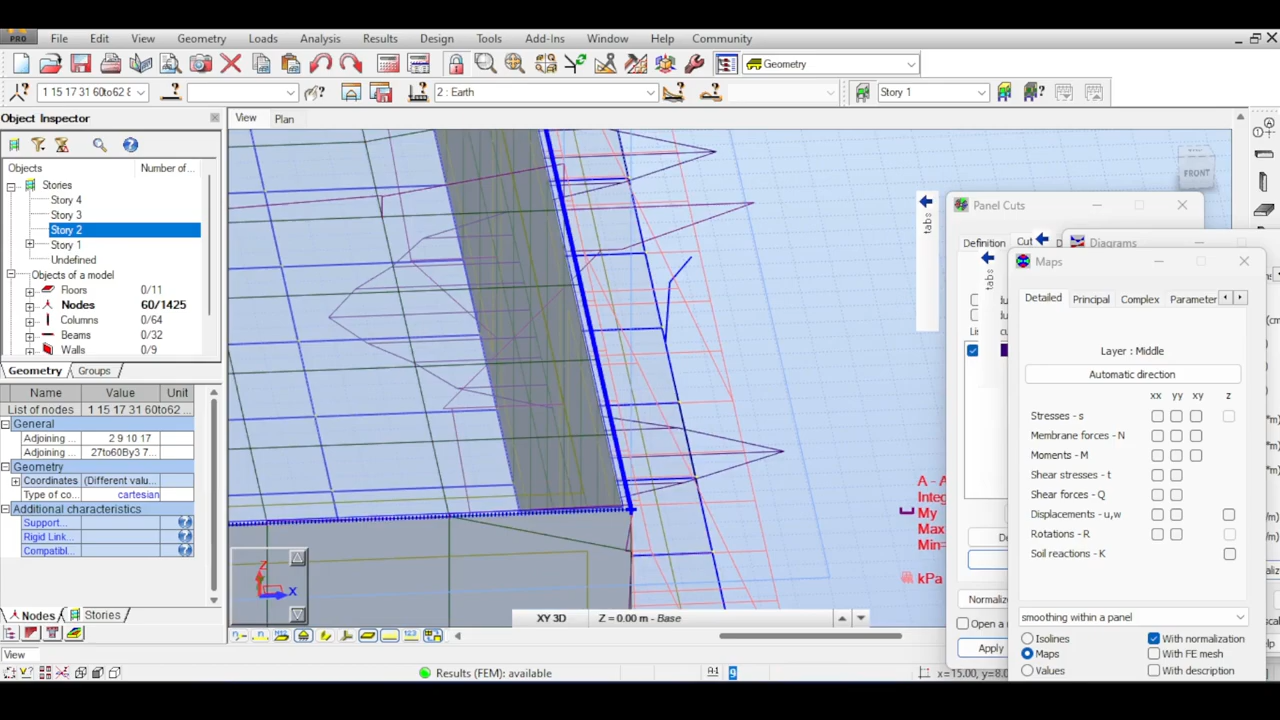 PRO
File Edit View Geometry Loads Analysis Results Design Tools Add-Ins Window Help Community
Geometry
1 15 17 31 60to62 8
2 : Earth
Story 1
Object Inspector
View Plan
Objects Number of...
Stories
Story 4
Story 3
Story 2
Story 1
Undefined
Objects of a model
Floors 0/11
Nodes 60/1425
Columns 0/64
Beams 0/32
Walls 0/9
Geometry Groups
Name Value Unit
List of nodes 1 15 17 31 60to62 ...
General
Adjoining ... 2 9 10 17
Adjoining ... 27to60By3 7...
Geometry
Coordinates (Different valu...
Type of co... cartesian
Additional characteristics
Support...
Rigid Link...
Compatibl...
Nodes Stories
View
Z
X
XY 3D Z = 0.00 m - Base
Results (FEM): available
9
x=15.00, y=8.0
FRONT
tabs
A - A
Integ
My
Max
Min=
kPa
Panel Cuts
Definition Cut
tabs
Normaliz
Open a
Apply
Diagrams
Maps
Detailed Principal Complex Parameter
Layer : Middle
Automatic direction
xx yy xy z
Stresses - s
Membrane forces - N
Moments - M
Shear stresses - t
Shear forces - Q
Displacements - u,w
Rotations - R
Soil reactions - K
smoothing within a panel
Isolines With normalization
Maps With FE mesh
Values With description